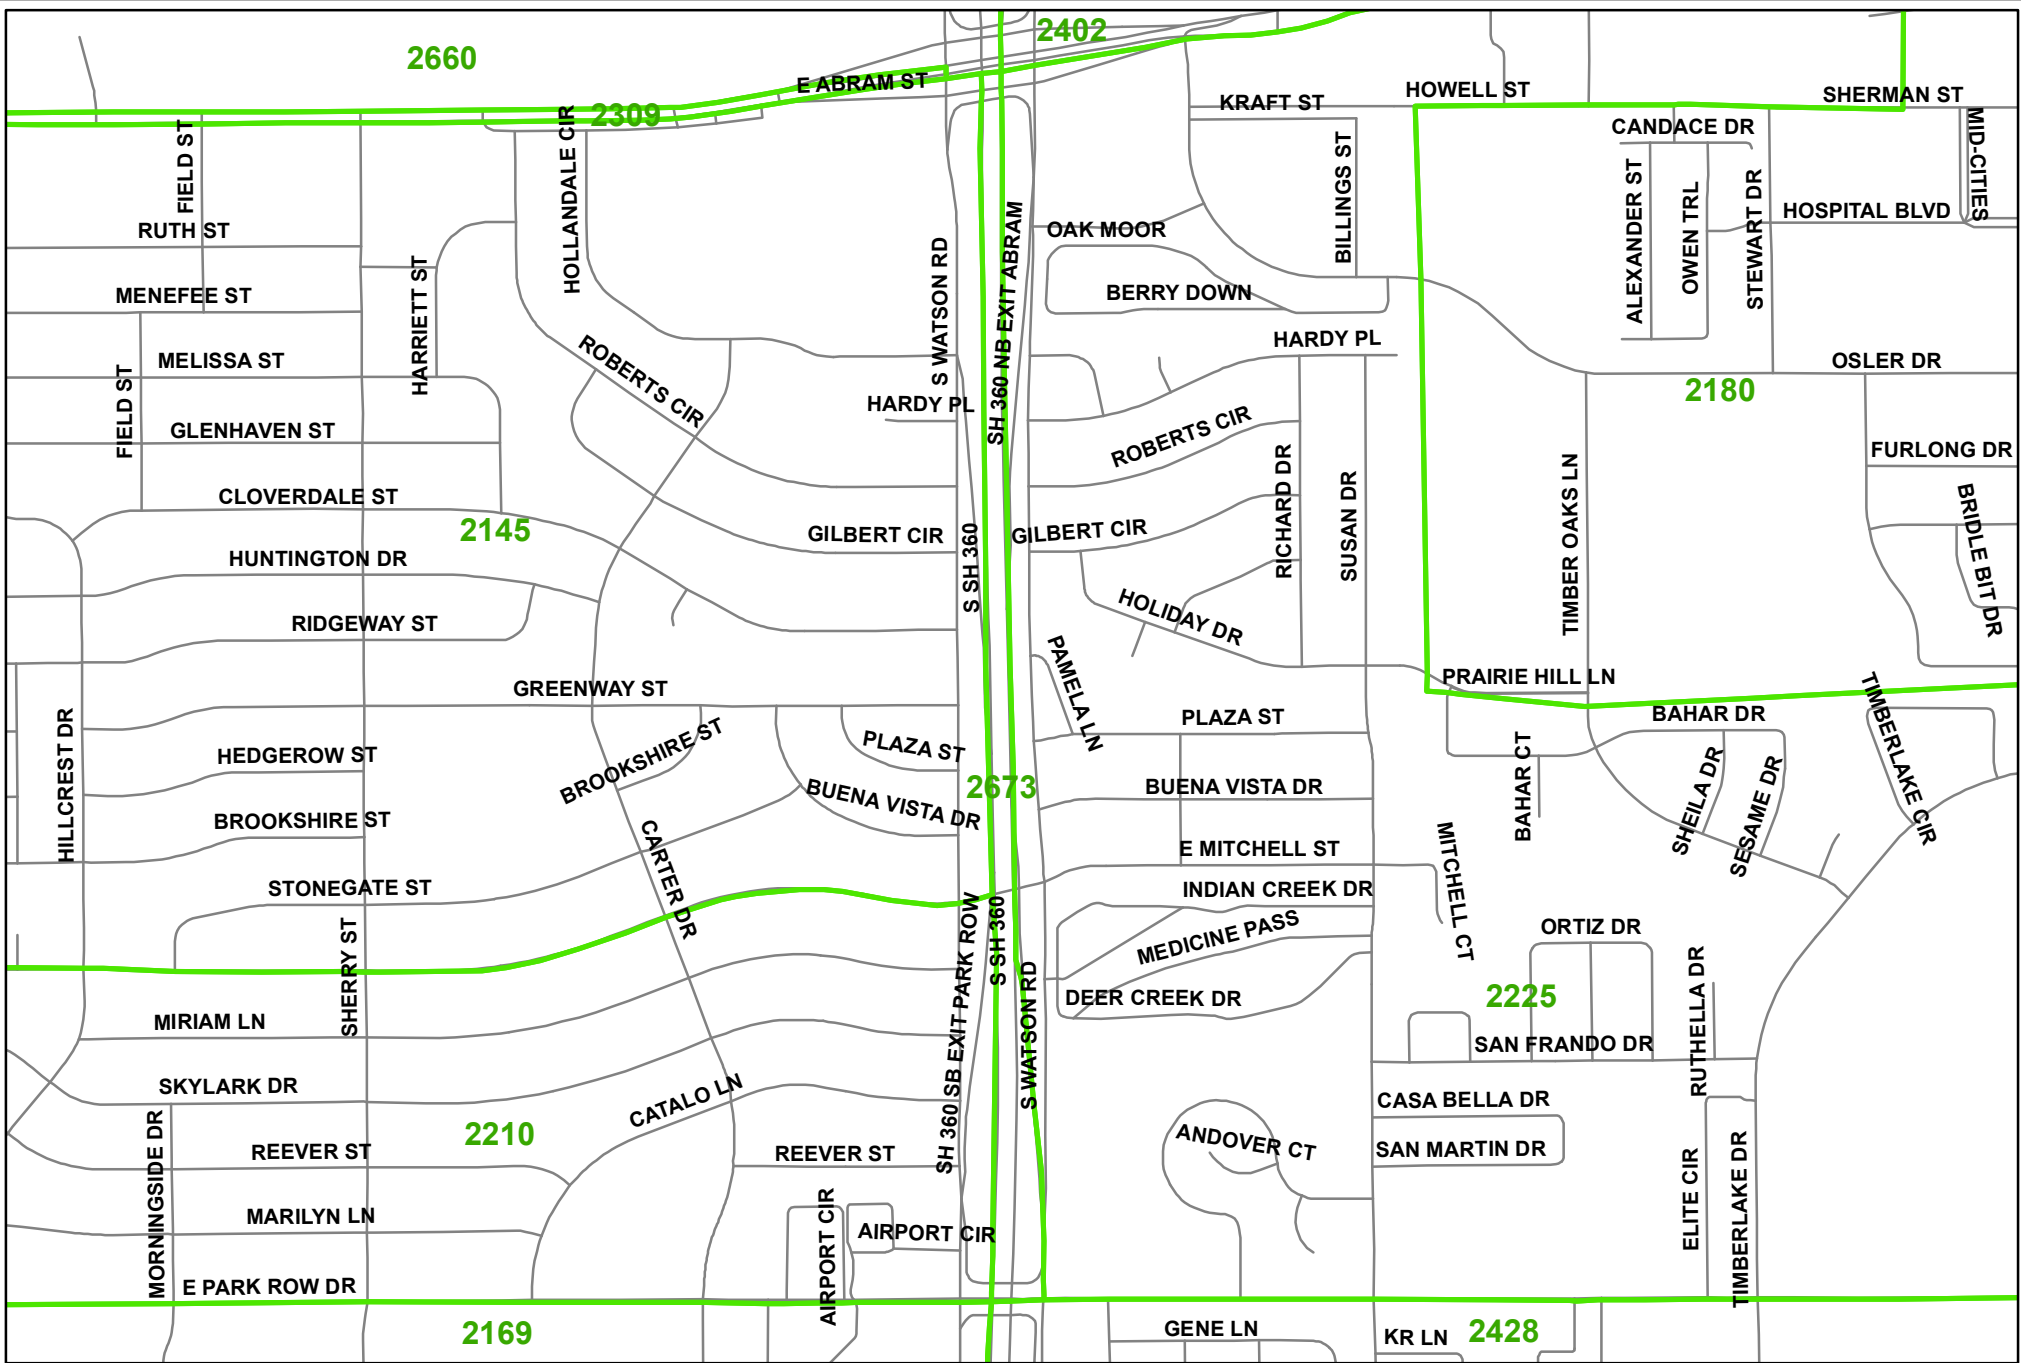 2402
2660
E ABRAM ST
HOWELL ST
SHERMAN ST
KRAFT ST
2309
CANDACE DR
MID-CITIES
FIELD ST
HOLLANDALE CIR
BILLINGS ST
ALEXANDER ST
OWEN TRL
STEWART DR
HOSPITAL BLVD
RUTH ST
OAK MOOR
S WATSON RD
SH 360 NB EXIT ABRAM
MENEFEE ST
HARRIETT ST
BERRY DOWN
HARDY PL
MELISSA ST
ROBERTS CIR
OSLER DR
2180
FIELD ST
HARDY PL
GLENHAVEN ST
ROBERTS CIR
FURLONG DR
CLOVERDALE ST
RICHARD DR
SUSAN DR
TIMBER OAKS LN
BRIDLE BIT DR
2145
GILBERT CIR
S SH 360
GILBERT CIR
HUNTINGTON DR
HOLIDAY DR
RIDGEWAY ST
PAMELA LN
GREENWAY ST
PRAIRIE HILL LN
TIMBERLAKE CIR
PLAZA ST
BAHAR DR
HILLCREST DR
HEDGEROW ST
BROOKSHIRE ST
PLAZA ST
BAHAR CT
SHEILA DR
SESAME DR
2673
BUENA VISTA DR
BUENA VISTA DR
BROOKSHIRE ST
CARTER DR
E MITCHELL ST
MITCHELL CT
STONEGATE ST
INDIAN CREEK DR
SHERRY ST
SH 360 SB EXIT PARK ROW
S SH 360
MEDICINE PASS
ORTIZ DR
S WATSON RD
DEER CREEK DR
2225
RUTHELLA DR
MIRIAM LN
SAN FRANDO DR
SKYLARK DR
CATALO LN
CASA BELLA DR
2210
MORNINGSIDE DR
REEVER ST
REEVER ST
ANDOVER CT
SAN MARTIN DR
ELITE CIR
TIMBERLAKE DR
MARILYN LN
AIRPORT CIR
AIRPORT CIR
E PARK ROW DR
2169
GENE LN
KR LN
2428